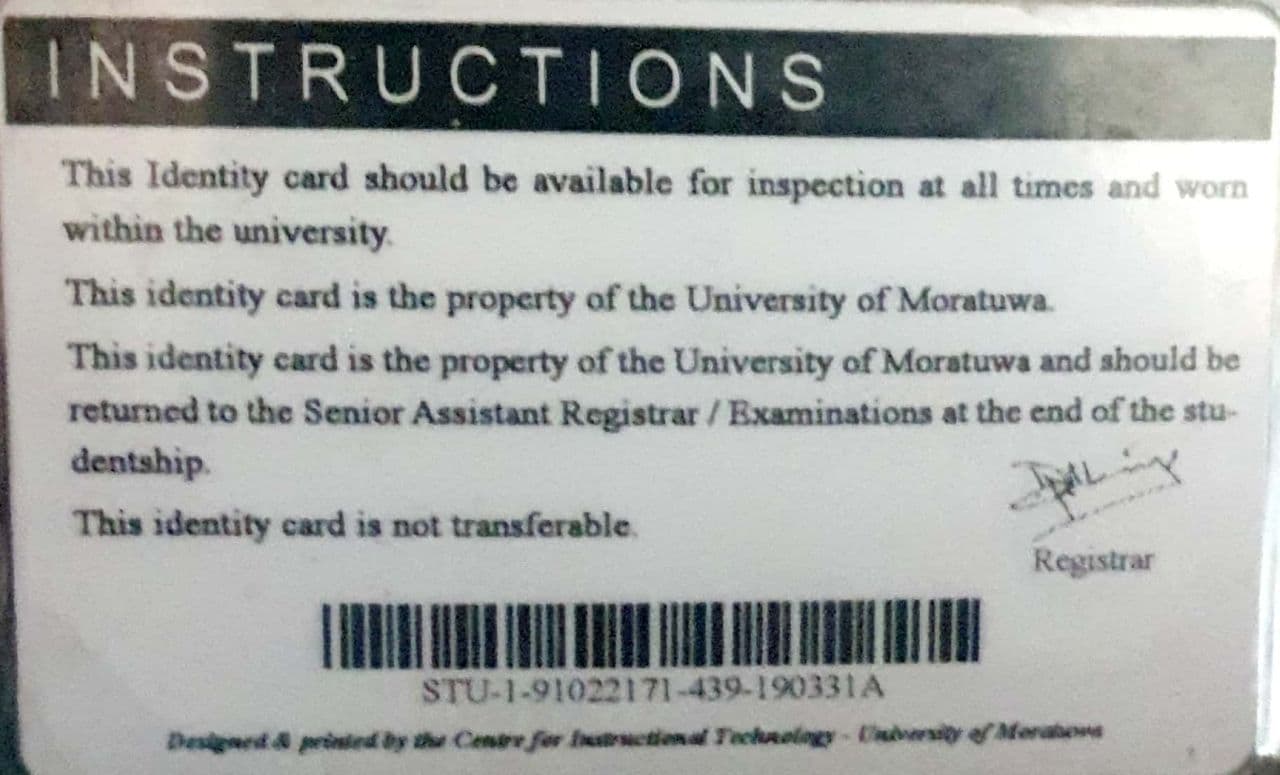 INSTRUCTIONS
This Identity card should be available for inspection at all times and worn
within the university.
This identity card is the property of the University of Moratuwa.
This identity card is the property of the University of Moratuwa and should be
returned to the Senior Assistant Registrar / Examinations at the end of the stu-
dentship.
This identity card is not transferable.
Registrar
STU-1-91022171-439-190331A
Designed & printed by the Centre for Instructional Technology - University of Moratuwa